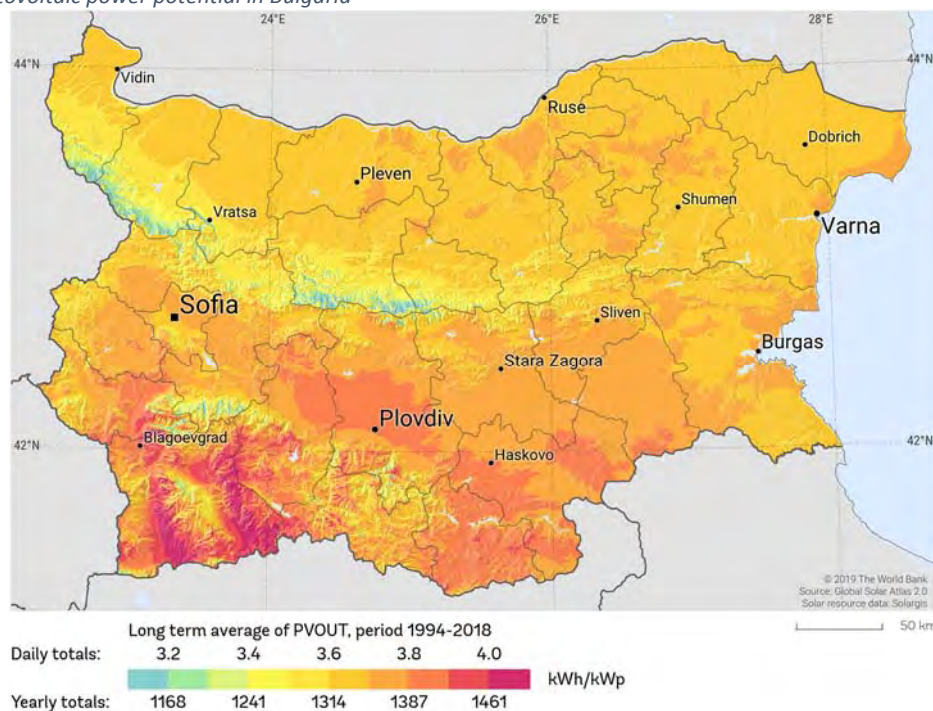 power potential in Bulgaria
24°E
26°E
28°E
44°N
44°N
Vidin
Ruse
Dobrich
Pleven
Shumen
Vratsa
Varna
Sofia
Sliven
Burgas
Stara Zagora
Plovdiv
42°N
42°N
Blagoevgrad
Haskovo
© 2019 The World Bank
Source: Global Solar Atlas 2.0
Solar resource data: Solargis
50 km
Long term average of PVOUT, period 1994-2018
Daily totals: 3.2 3.4 3.6 3.8 4.0
kWh/kWp
Yearly totals: 1168 1241 1314 1387 1461